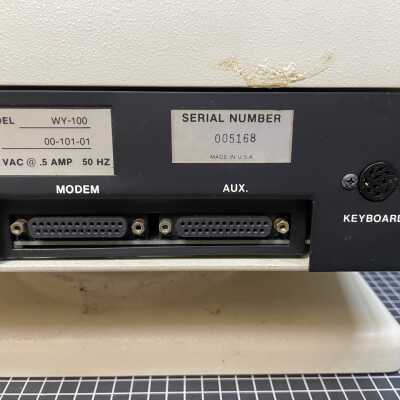 DEL WY-100
00-101-01
VAC @ .5 AMP 50 HZ
SERIAL NUMBER
005168
MADE IN U.S.A.
MODEM
AUX.
KEYBOARD